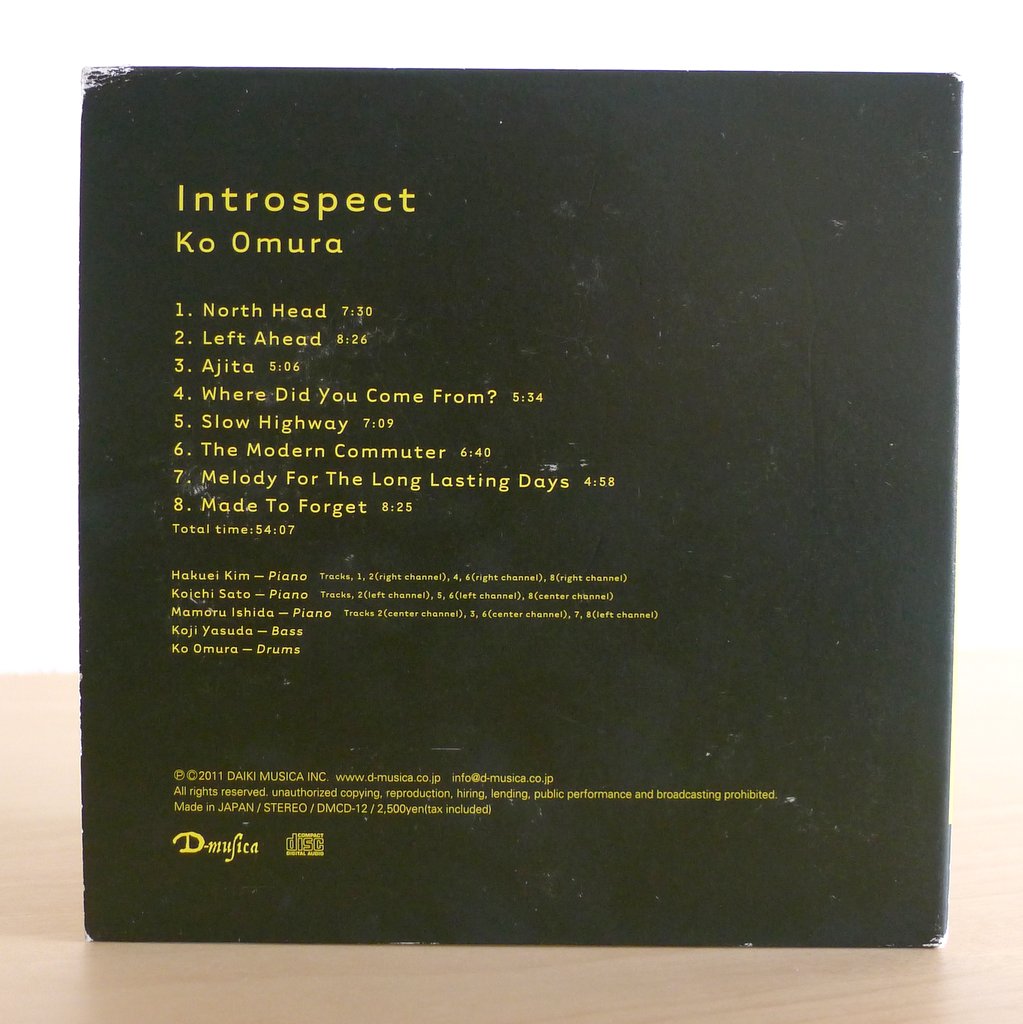 Introspect
Ko Omura
1. North Head 7:30
2. Left Ahead 8:26
3. Ajita 5:06
4. Where Did You Come From? 5:34
5. Slow Highway 7:09
6. The Modern Commuter 6:40
7. Melody For The Long Lasting Days 4:58
8. Made To Forget 8:25
Total time:54:07
Hakuei Kim — Piano Tracks, 1, 2(right channel), 4, 6(right channel), 8(right channel)
Koichi Sato — Piano Tracks, 2(left channel), 5, 6(left channel), 8(center channel)
Mamoru Ishida — Piano Tracks 2(center channel), 3, 6(center channel), 7, 8(left channel)
Koji Yasuda — Bass
Ko Omura — Drums
℗©2011 DAIKI MUSICA INC. www.d-musica.co.jp info@d-musica.co.jp
All rights reserved. unauthorized copying, reproduction, hiring, lending, public performance and broadcasting prohibited.
Made in JAPAN / STEREO / DMCD-12 / 2,500yen(tax included)
D-musica COMPACT disc DIGITAL AUDIO